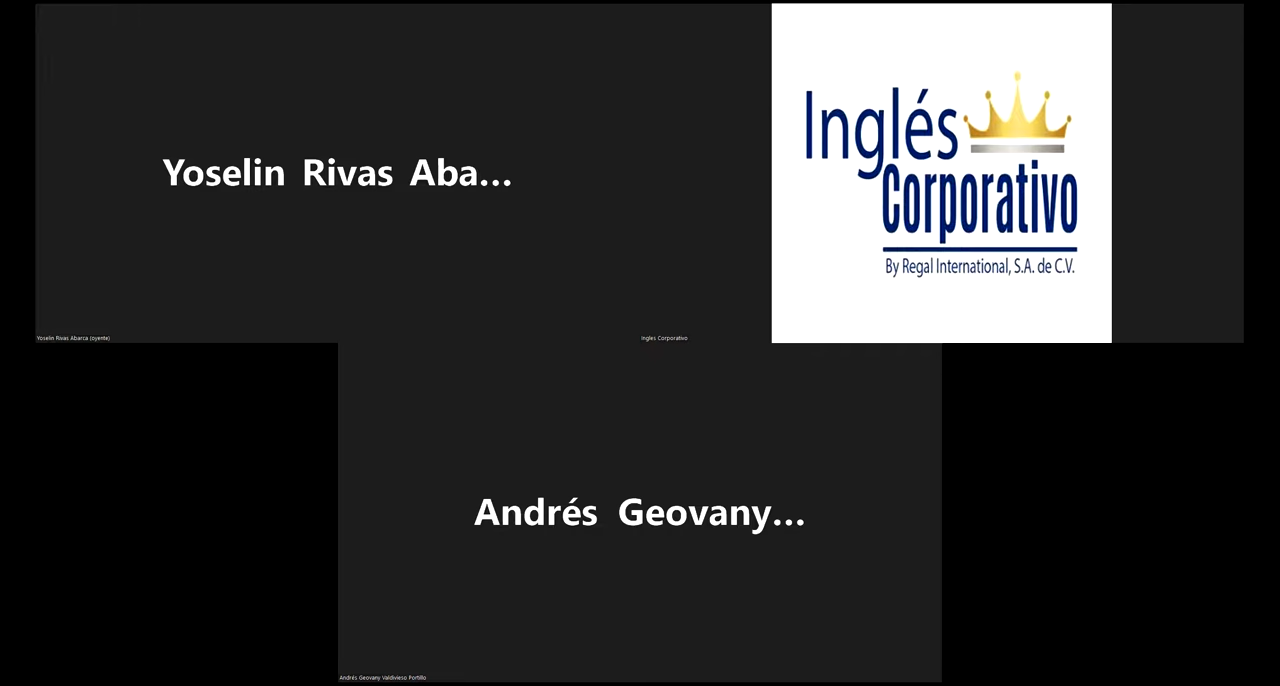 Yoselin Rivas Aba...
Yoselin Rivas Abarca (oyente)
Inglés
Corporativo
By Regal International, S.A. de C.V.
Ingles Corporativo
Andrés Geovany...
Andrés Geovany Valdivieso Portillo